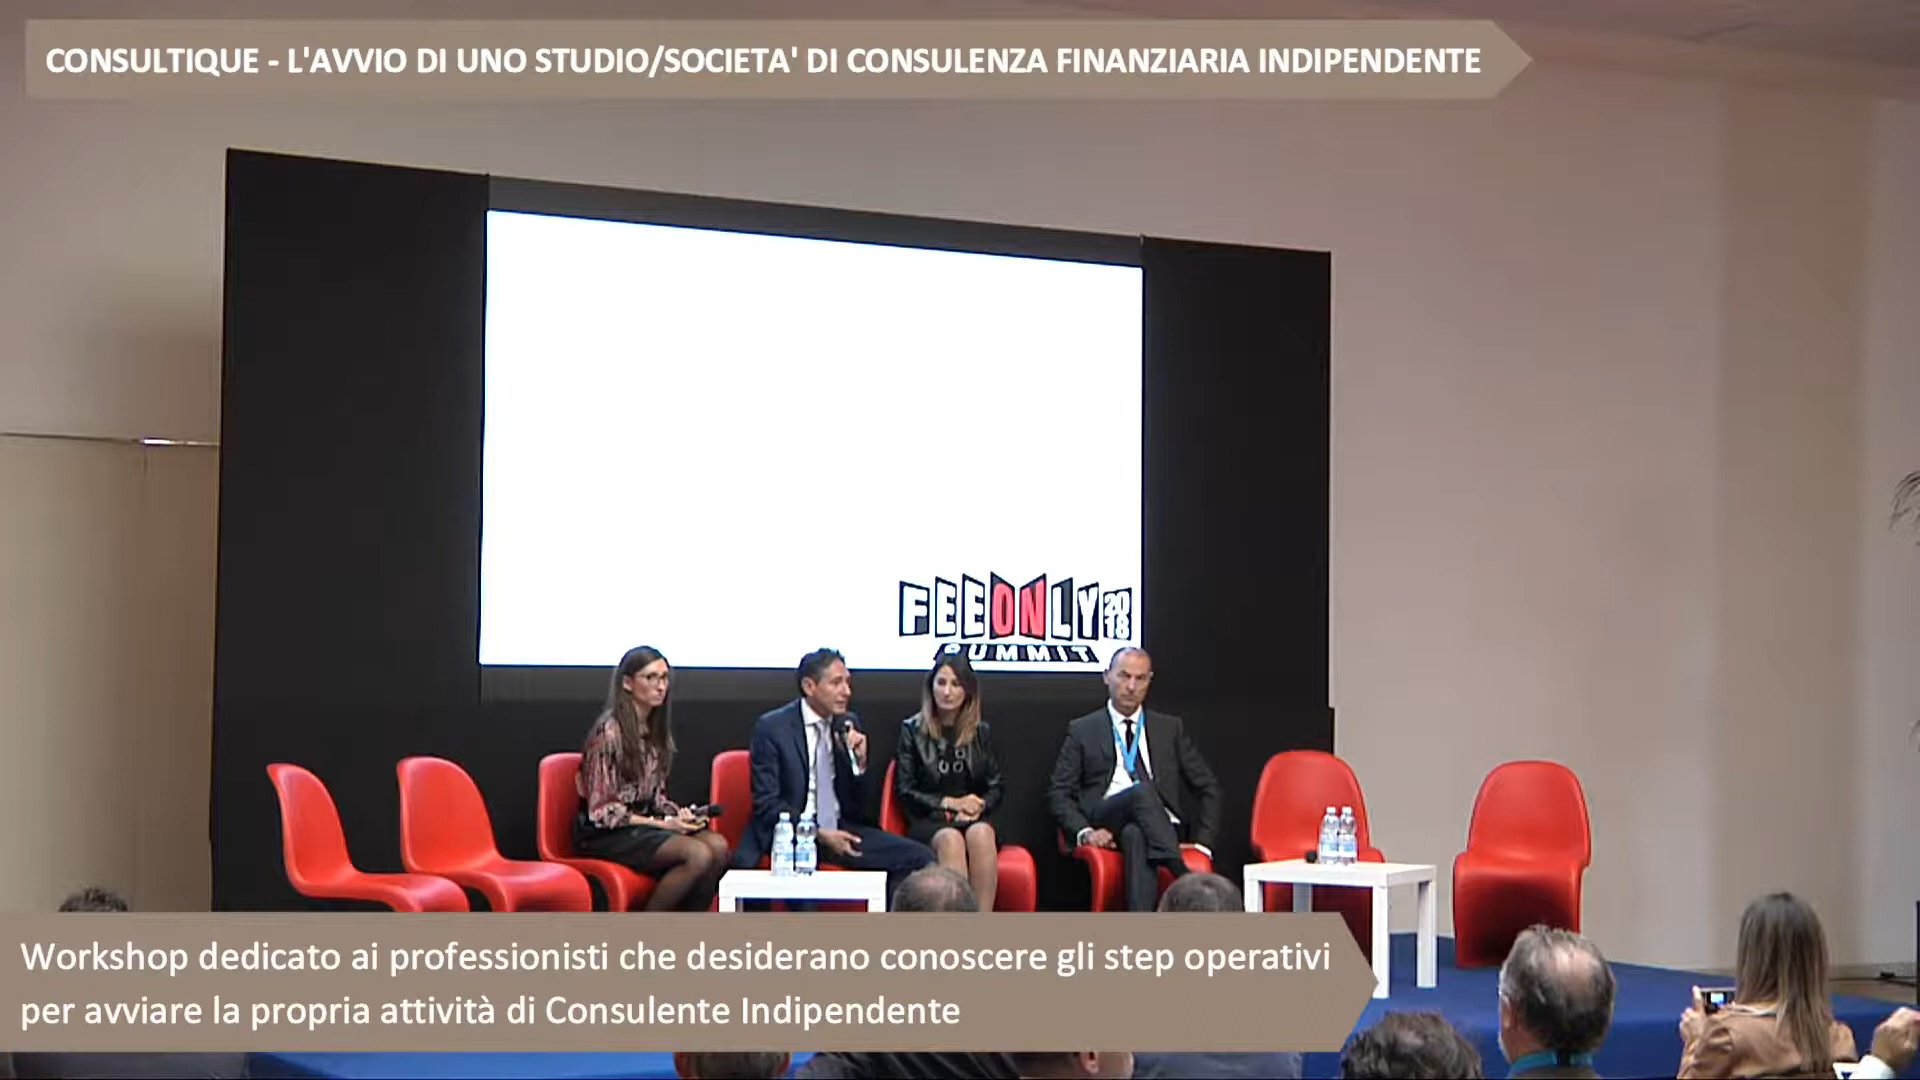 CONSULTIQUE - L'AVVIO DI UNO STUDIO/SOCIETA' DI CONSULENZA FINANZIARIA INDIPENDENTE
FEEONLY 2018
SUMMIT
Workshop dedicato ai professionisti che desiderano conoscere gli step operativi
per avviare la propria attività di Consulente Indipendente